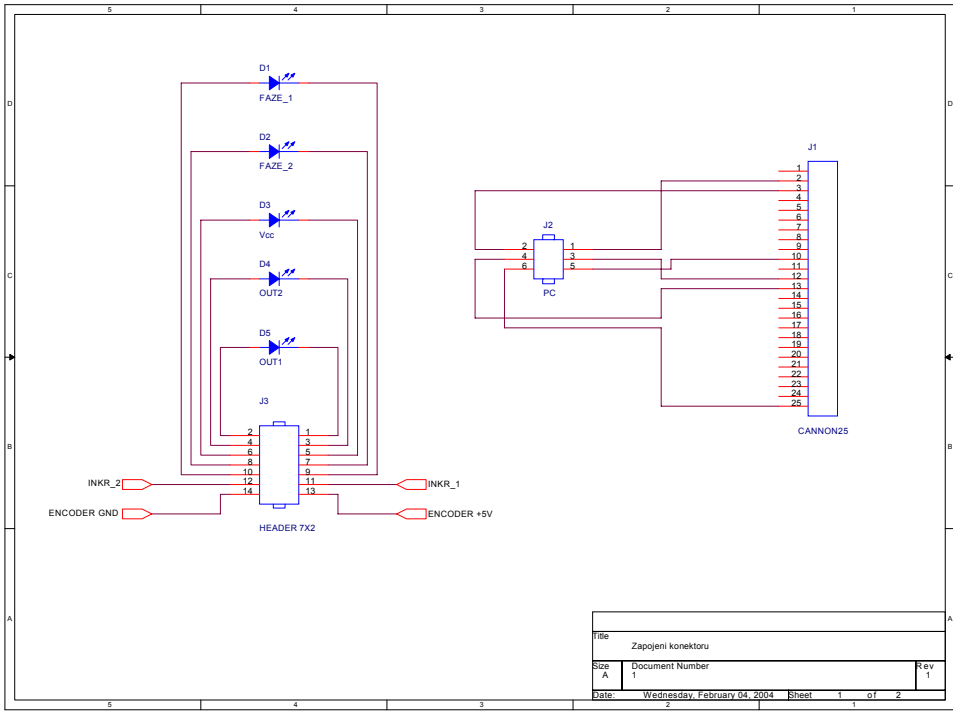 5 4 3 2 1
D D
C C
B B
A A
D1
FAZE_1
D2
FAZE_2
D3
Vcc
D4
OUT2
D5
OUT1
J3
2 1
4 3
6 5
8 7
10 9
12 11
14 13
HEADER 7X2
INKR_2
INKR_1
ENCODER GND
ENCODER +5V
J2
2 1
4 3
6 5
PC
J1
1
2
3
4
5
6
7
8
9
10
11
12
13
14
15
16
17
18
19
20
21
22
23
24
25
CANNON25
Title
Zapojeni konektoru
Size Document Number Rev
A 1 1
Date: Wednesday, February 04, 2004 Sheet 1 of 2
5 4 3 2 1